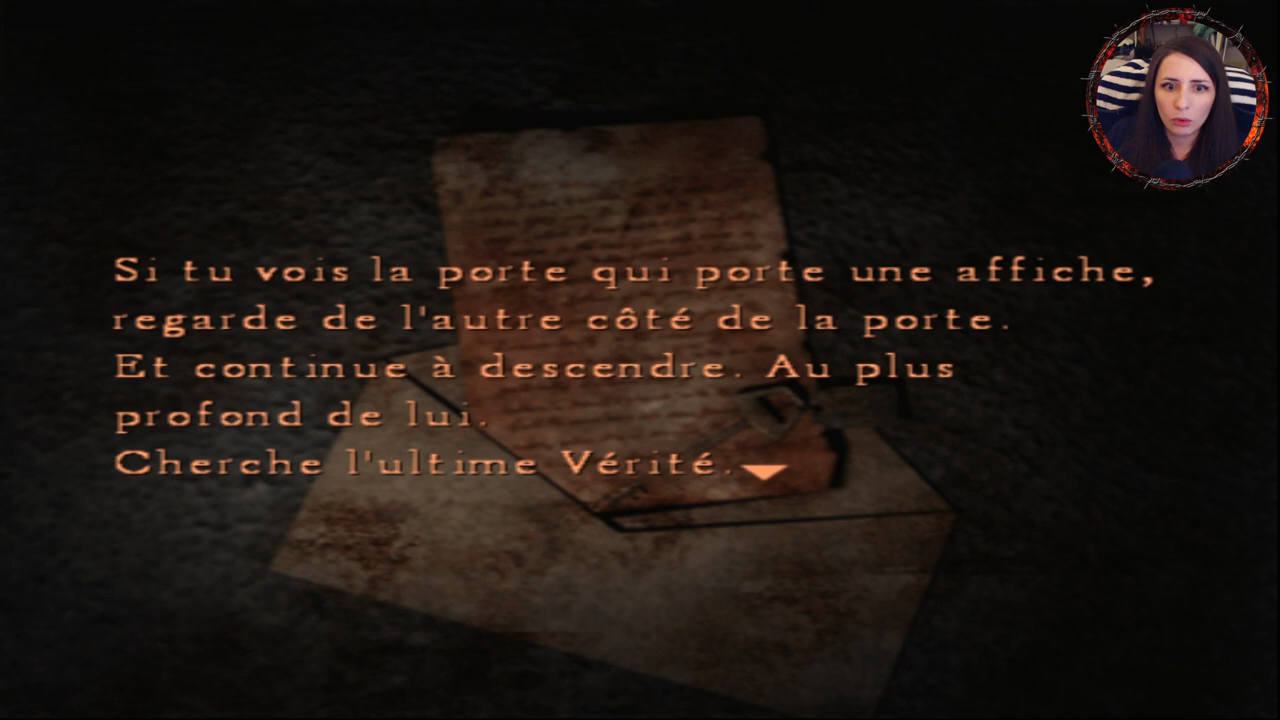 Si tu vois la porte qui porte une affiche,
regarde de l'autre côté de la porte.
Et continue à descendre. Au plus
profond de lui.
Cherche l'ultime Vérité.